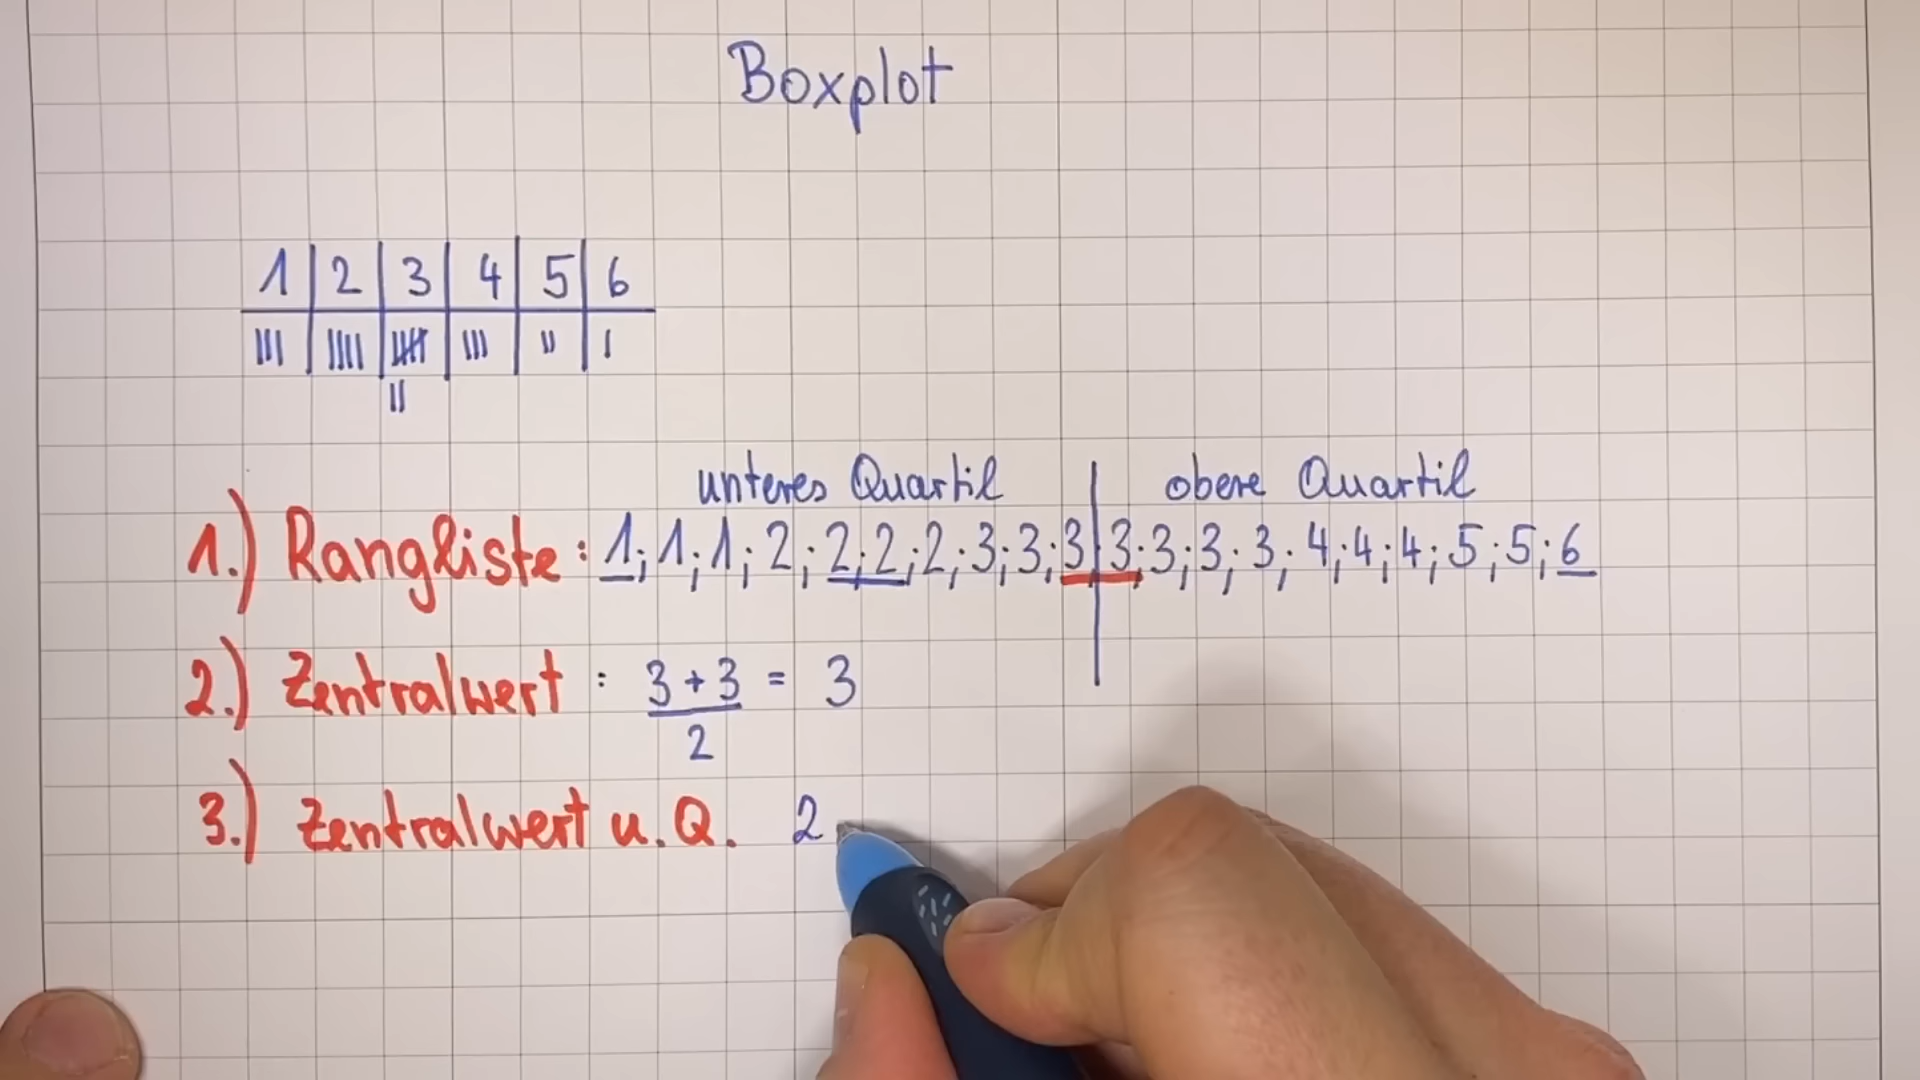 Boxplot
1 2 3 4 5 6
||| |||| |||| || ||| || |
unteres Quartil obere Quartil
1.) Rangliste: 1; 1; 1; 2; 2; 2; 2; 3; 3; 3; 3; 3; 3; 3; 4; 4; 4; 5; 5; 6
2.) Zentralwert : 3 + 3 = 3
2
3.) Zentralwert u. Q. 2